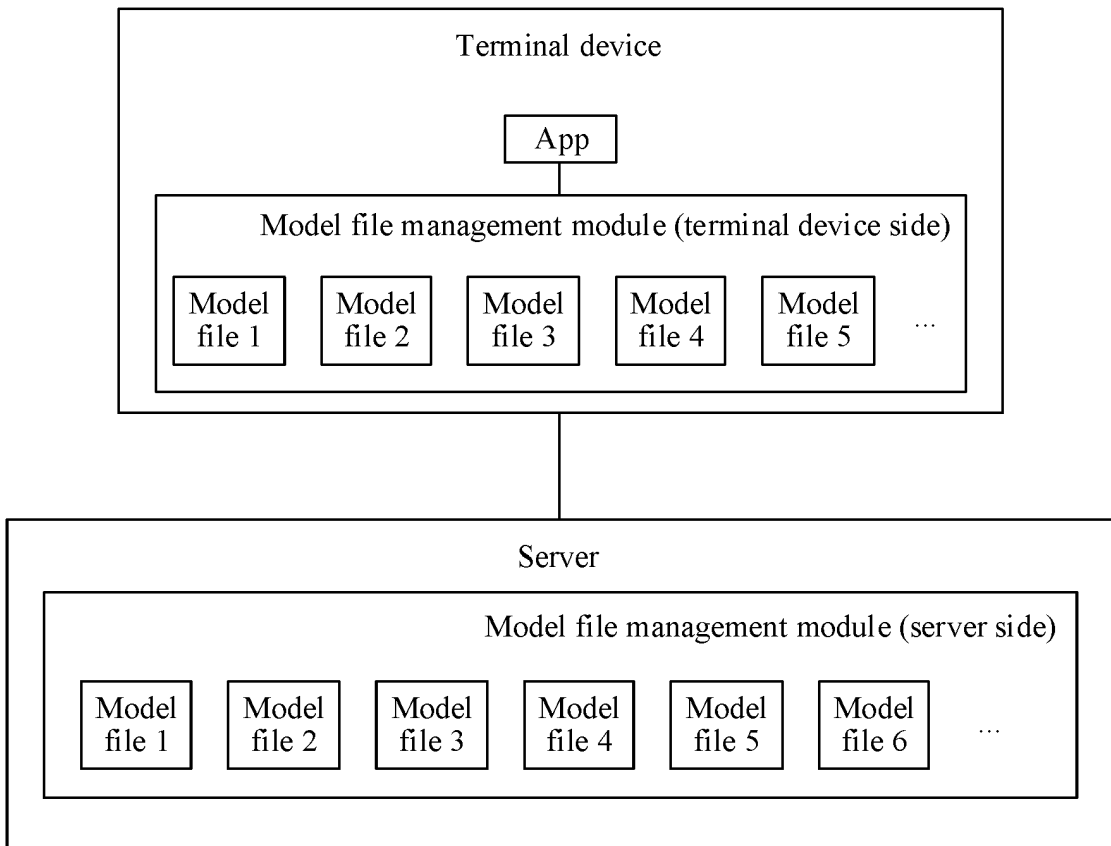 Terminal device
App
Model file management module (terminal device side)
Model Model Model Model Model
file 1 file 2 file 3 file 4 file 5 ...
Server
Model file management module (server side)
Model Model Model Model Model Model
file 1 file 2 file 3 file 4 file 5 file 6 ...